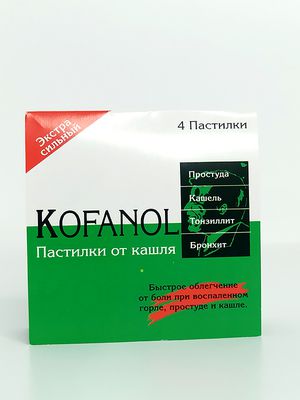 Экстра
сильный
4 Пастилки
Простуда
Кашель
Тонзиллит
Бронхит
KOFANOL
Пастилки от кашля
Быстрое облегчение
от боли при воспаленном
горле, простуде и кашле.